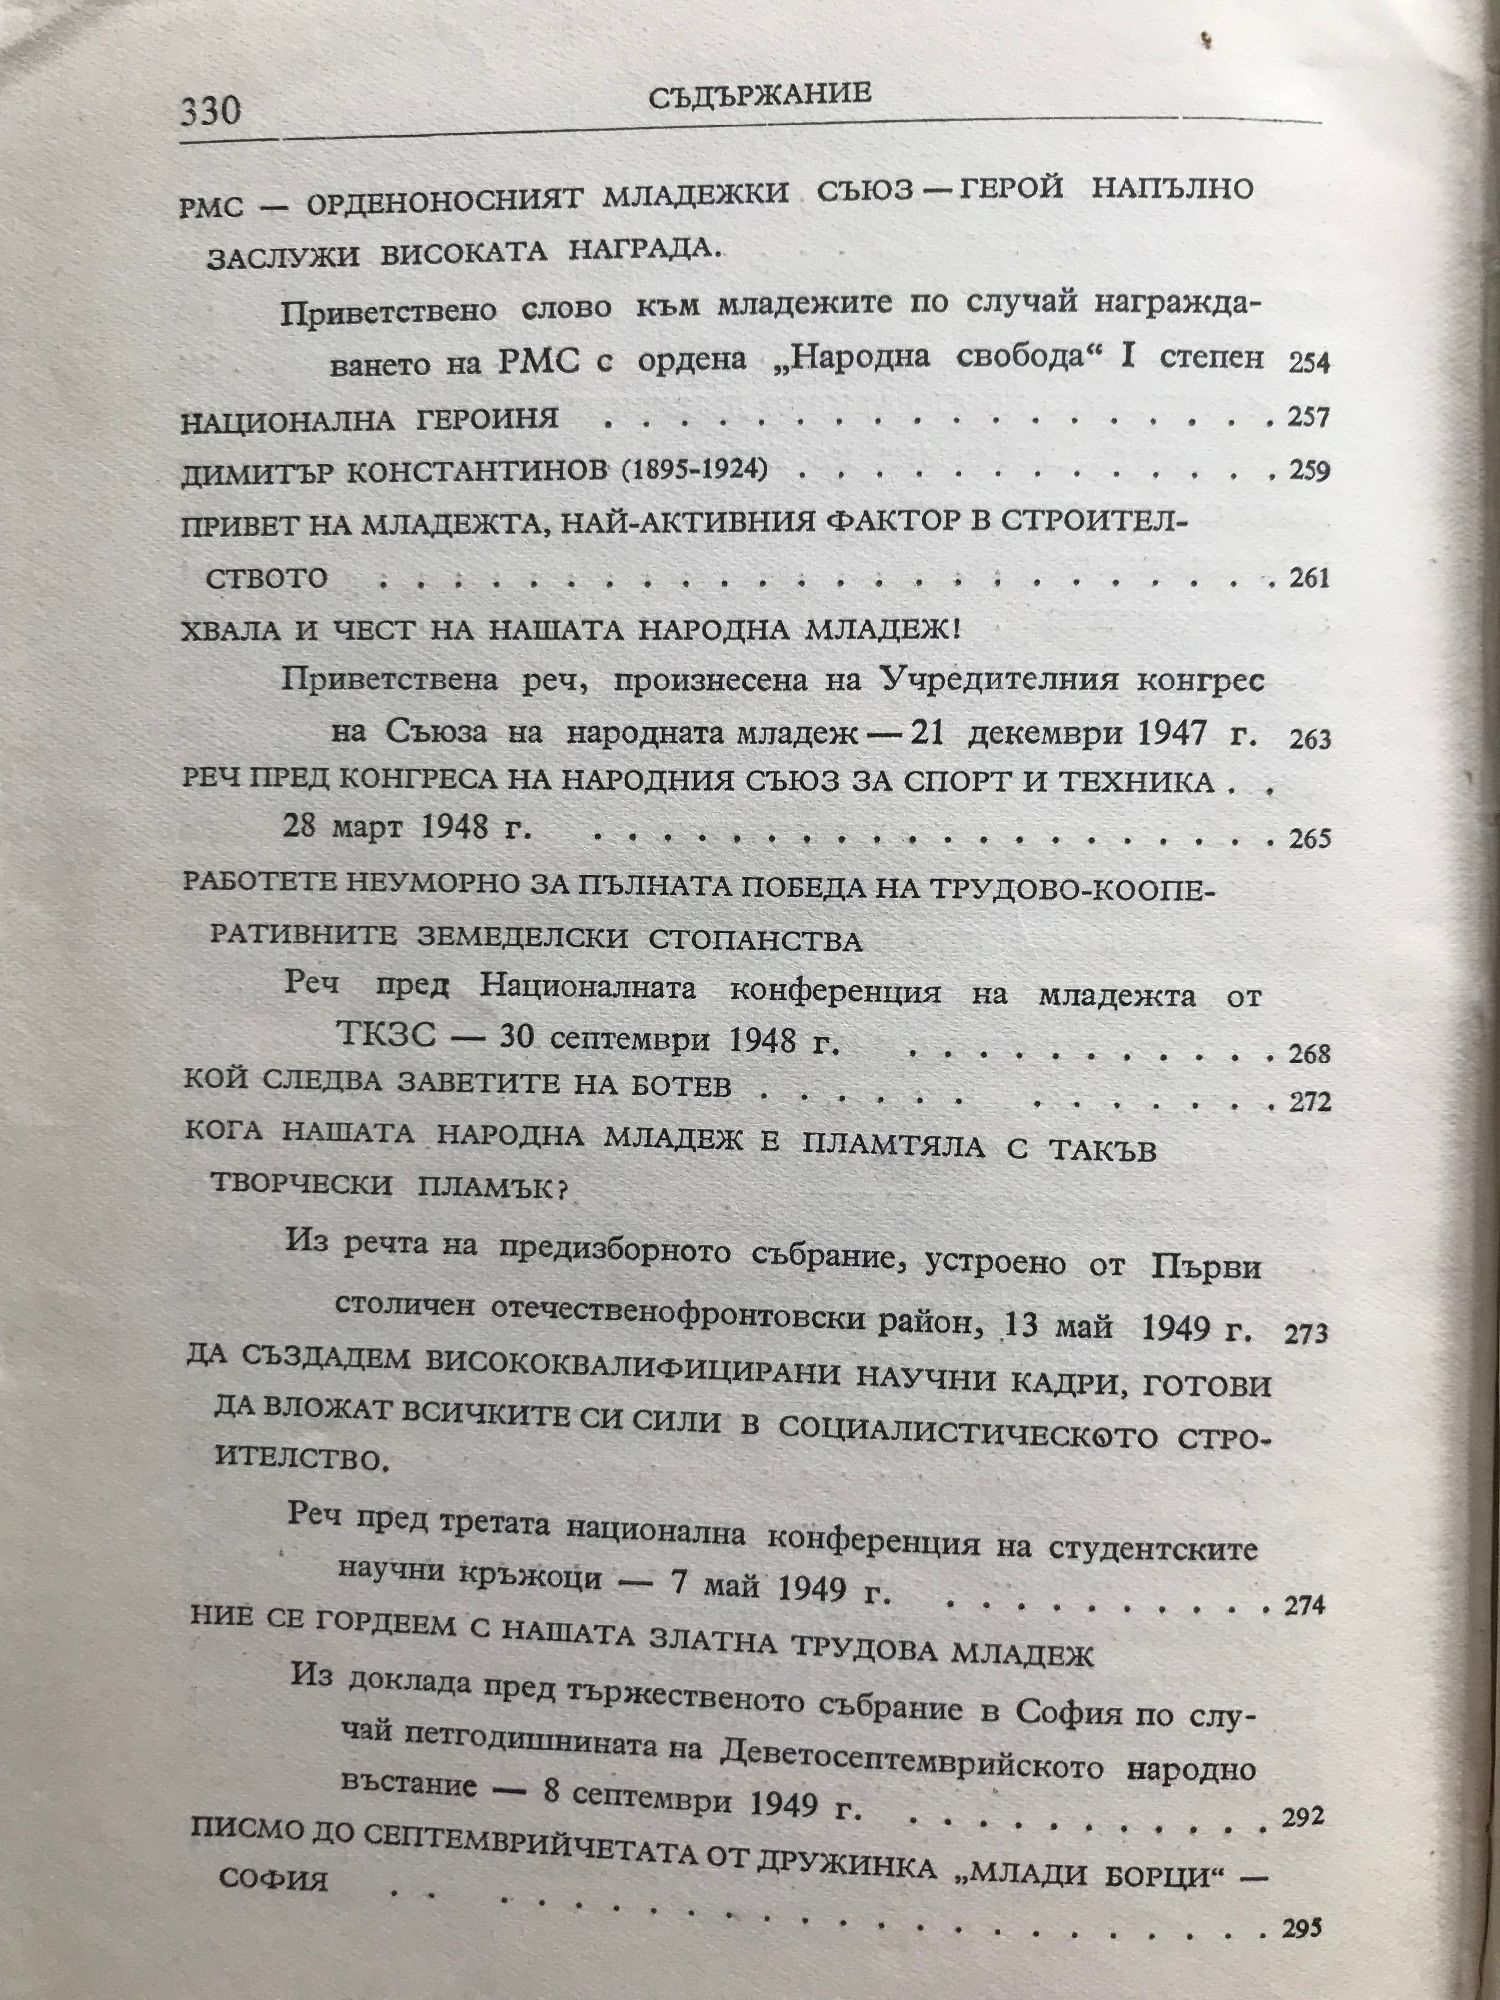 330
СЪДЪРЖАНИЕ
РМС — ОРДЕНОНОСНИЯТ МЛАДЕЖКИ СЪЮЗ — ГЕРОЙ НАПЪЛНО
ЗАСЛУЖИ ВИСОКАТА НАГРАДА.
Приветствено слово към младежите по случай награжда-
ването на РМС с ордена „Народна свобода“ I степен 254
НАЦИОНАЛНА ГЕРОИНЯ . . . . . . . . . . . . . . . . . . 257
ДИМИТЪР КОНСТАНТИНОВ (1895-1924) . . . . . . . . . . . . . 259
ПРИВЕТ НА МЛАДЕЖТА, НАЙ-АКТИВНИЯ ФАКТОР В СТРОИТЕЛ-
СТВОТО . . . . . . . . . . . . . . . . . . . . . . . . 261
ХВАЛА И ЧЕСТ НА НАШАТА НАРОДНА МЛАДЕЖ!
Приветствена реч, произнесена на Учредителния конгрес
на Съюза на народната младеж — 21 декември 1947 г. 263
РЕЧ ПРЕД КОНГРЕСА НА НАРОДНИЯ СЪЮЗ ЗА СПОРТ И ТЕХНИКА . .
28 март 1948 г. . . . . . . . . . . . . . . . . . . . 265
РАБОТЕТЕ НЕУМОРНО ЗА ПЪЛНАТА ПОБЕДА НА ТРУДОВО-КООПЕ-
РАТИВНИТЕ ЗЕМЕДЕЛСКИ СТОПАНСТВА
Реч пред Националната конференция на младежта от
ТКЗС — 30 септември 1948 г. . . . . . . . . . . . 268
КОЙ СЛЕДВА ЗАВЕТИТЕ НА БОТЕВ . . . . . . . . . . . . . 272
КОГА НАШАТА НАРОДНА МЛАДЕЖ Е ПЛАМТЯЛА С ТАКЪВ
ТВОРЧЕСКИ ПЛАМЪК?
Из речта на предизборното събрание, устроено от Първи
столичен отечественофронтовски район, 13 май 1949 г. 273
ДА СЪЗДАДЕМ ВИСОКОКВАЛИФИЦИРАНИ НАУЧНИ КАДРИ, ГОТОВИ
ДА ВЛОЖАТ ВСИЧКИТЕ СИ СИЛИ В СОЦИАЛИСТИЧЕСКОТО СТРО-
ИТЕЛСТВО.
Реч пред третата национална конференция на студентските
научни кръжоци — 7 май 1949 г. . . . . . . . . . . 274
НИЕ СЕ ГОРДЕЕМ С НАШАТА ЗЛАТНА ТРУДОВА МЛАДЕЖ
Из доклада пред тържественото събрание в София по слу-
чай петгодишнината на Деветосептемврийското народно
въстание — 8 септември 1949 г. . . . . . . . . . . . 292
ПИСМО ДО СЕПТЕМВРИЙЧЕТАТА ОТ ДРУЖИНКА „МЛАДИ БОРЦИ“ —
СОФИЯ . . . . . . . . . . . . . . . . . . . . . . . 295